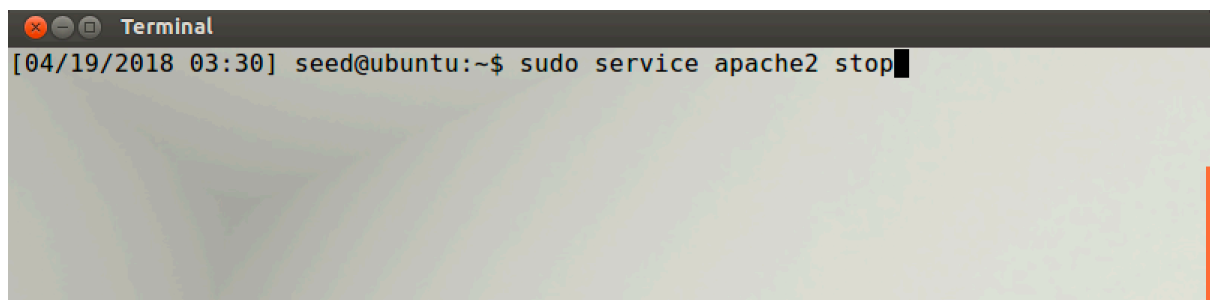 Terminal
[04/19/2018 03:30] seed@ubuntu:~$ sudo service apache2 stop